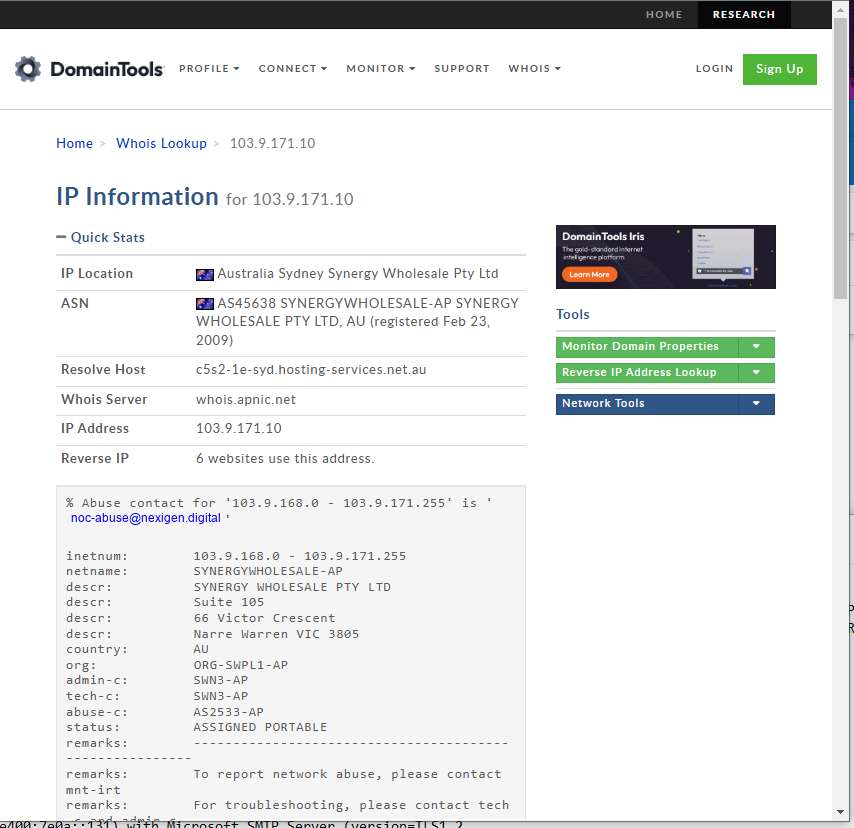 HOME RESEARCH
DomainTools PROFILE CONNECT MONITOR SUPPORT WHOIS LOGIN Sign Up
Home > Whois Lookup > 103.9.171.10
IP Information for 103.9.171.10
Quick Stats
IP Location Australia Sydney Synergy Wholesale Pty Ltd
ASN AS45638 SYNERGYWHOLESALE-AP SYNERGY
WHOLESALE PTY LTD, AU (registered Feb 23,
2009)
Resolve Host c5s2-1e-syd.hosting-services.net.au
Whois Server whois.apnic.net
IP Address 103.9.171.10
Reverse IP 6 websites use this address.
DomainTools Iris
The gold-standard Internet
intelligence platform
Learn More
Tools
Monitor Domain Properties
Reverse IP Address Lookup
Network Tools
% Abuse contact for '103.9.168.0 - 103.9.171.255' is '
noc-abuse@nexigen.digital '
inetnum: 103.9.168.0 - 103.9.171.255
netname: SYNERGYWHOLESALE-AP
descr: SYNERGY WHOLESALE PTY LTD
descr: Suite 105
descr: 66 Victor Crescent
descr: Narre Warren VIC 3805
country: AU
org: ORG-SWPL1-AP
admin-c: SWN3-AP
tech-c: SWN3-AP
abuse-c: AS2533-AP
status: ASSIGNED PORTABLE
remarks: ----------------------------------------
----------------
remarks: To report network abuse, please contact
mnt-irt
remarks: For troubleshooting, please contact tech
-c and admin-c
e400:7e0a::131) with Microsoft SMTP Server (version=TLS1_2